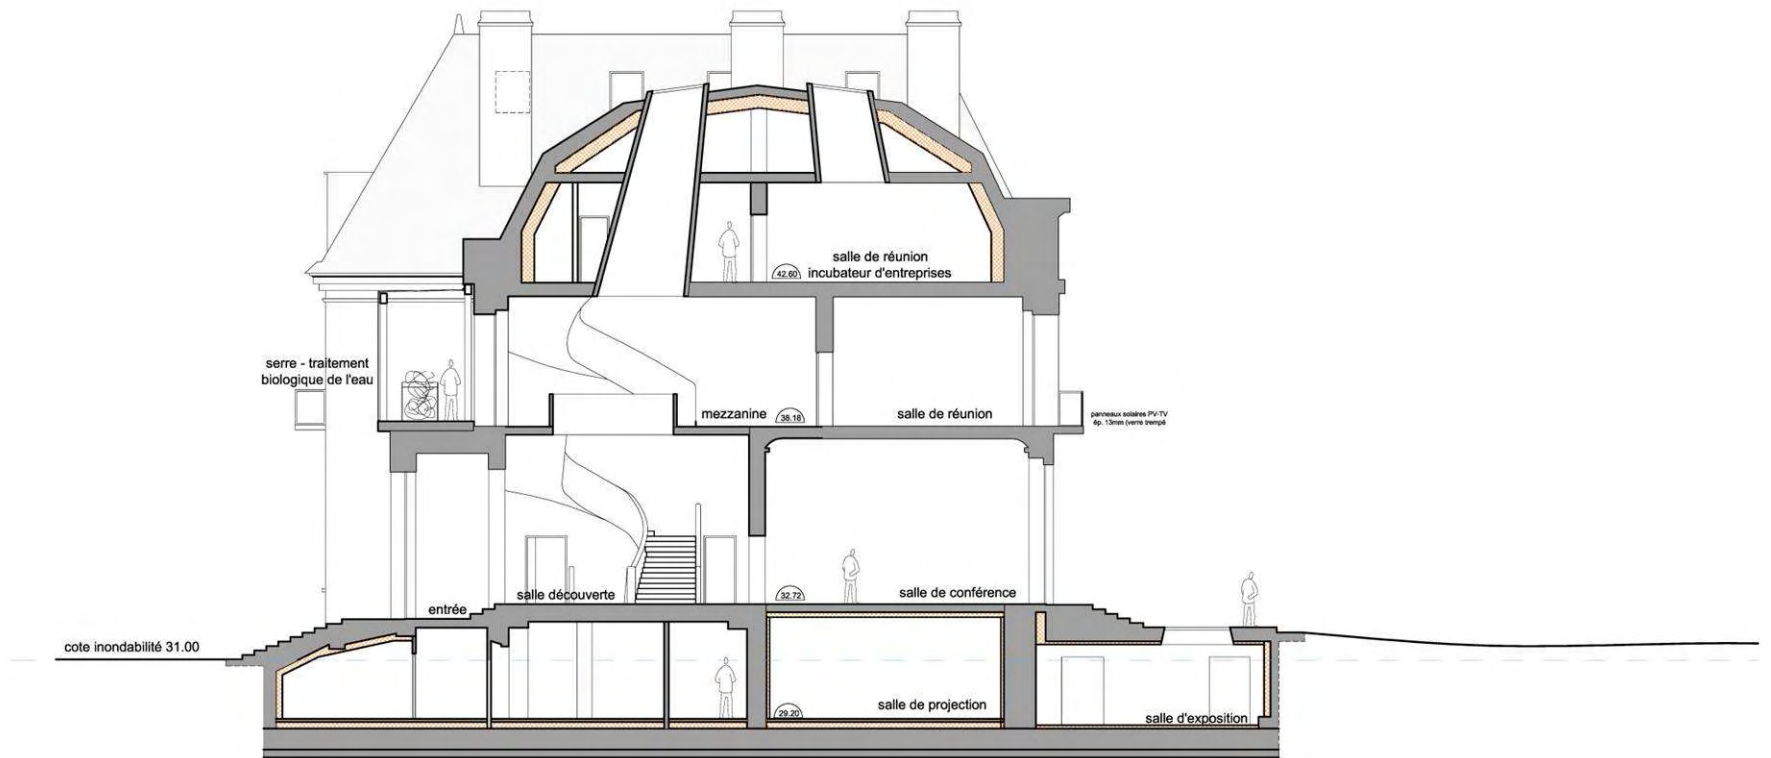 salle de réunion
incubateur d'entreprises
42.60
serre - traitement
biologique de l'eau
mezzanine
38.18
salle de réunion
panneaux solaires PV-TV
ép. 13mm (verre trempé
salle découverte
entrée
32.72
salle de conférence
cote inondabilité 31.00
29.20
salle de projection
salle d'exposition